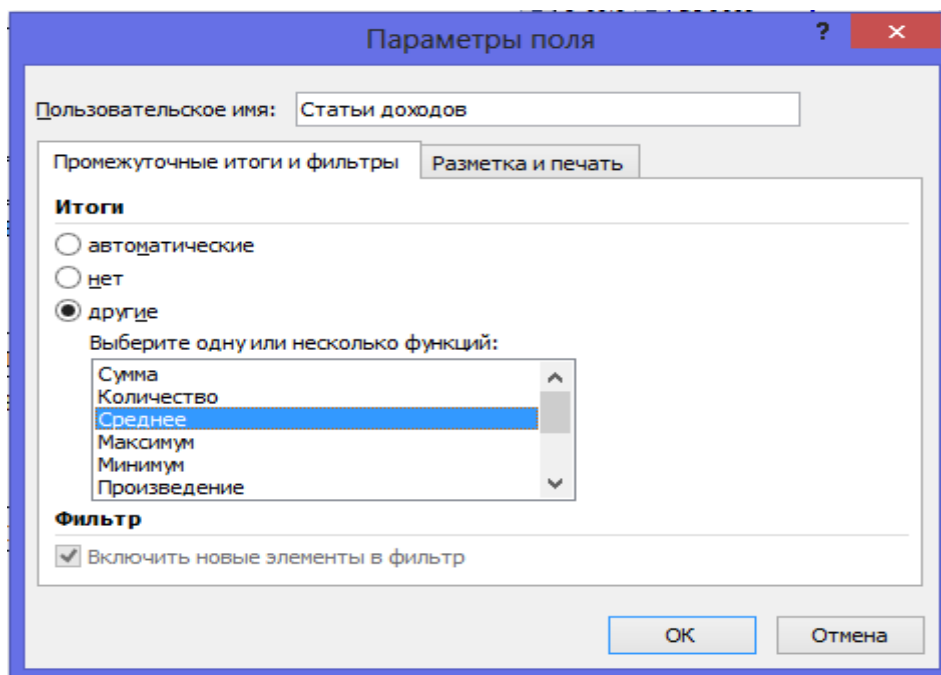 Параметры поля
?
Пользовательское имя: Статьи доходов
Промежуточные итоги и фильтры Разметка и печать
Итоги
автоматические
нет
другие
Выберите одну или несколько функций:
Сумма
Количество
Среднее
Максимум
Минимум
Произведение
Фильтр
Включить новые элементы в фильтр
ОК Отмена